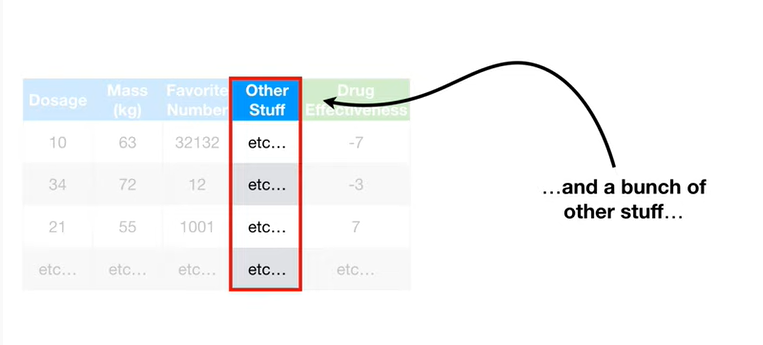 Dosage Mass (kg) Favorite Number Other Stuff Drug Effectiveness
10 63 32132 etc... -7
34 72 12 etc... -3
21 55 1001 etc... 7
etc... etc... etc... etc... etc...
...and a bunch of
other stuff...